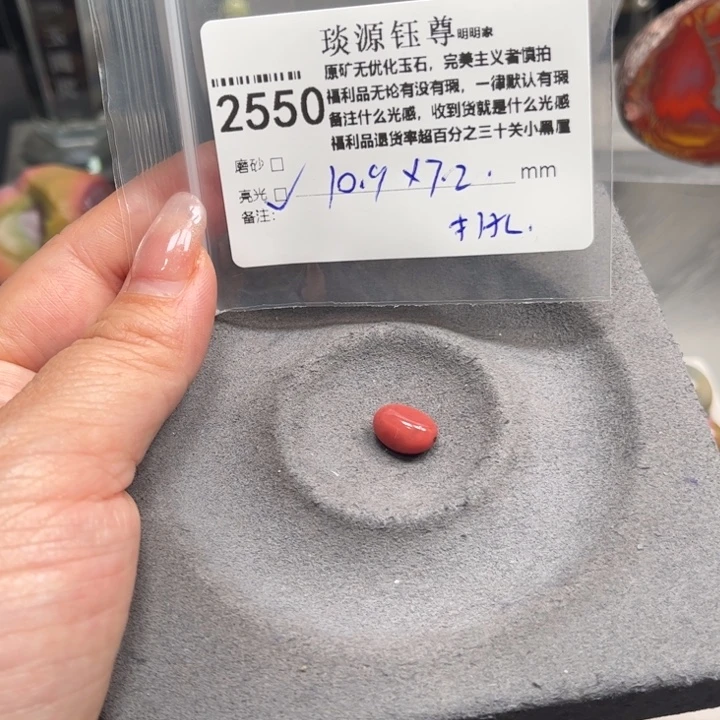 琰源钰尊明明家
原矿无优化玉石，完美主义者慎拍
2550
福利品无论有没有瑕，一律默认有瑕
备注什么光感，收到货就是什么光感
福利品退货率超百分之三十关小黑屋
磨砂 □
亮光 □ ✓ 10.9×7.2. mm
备注: